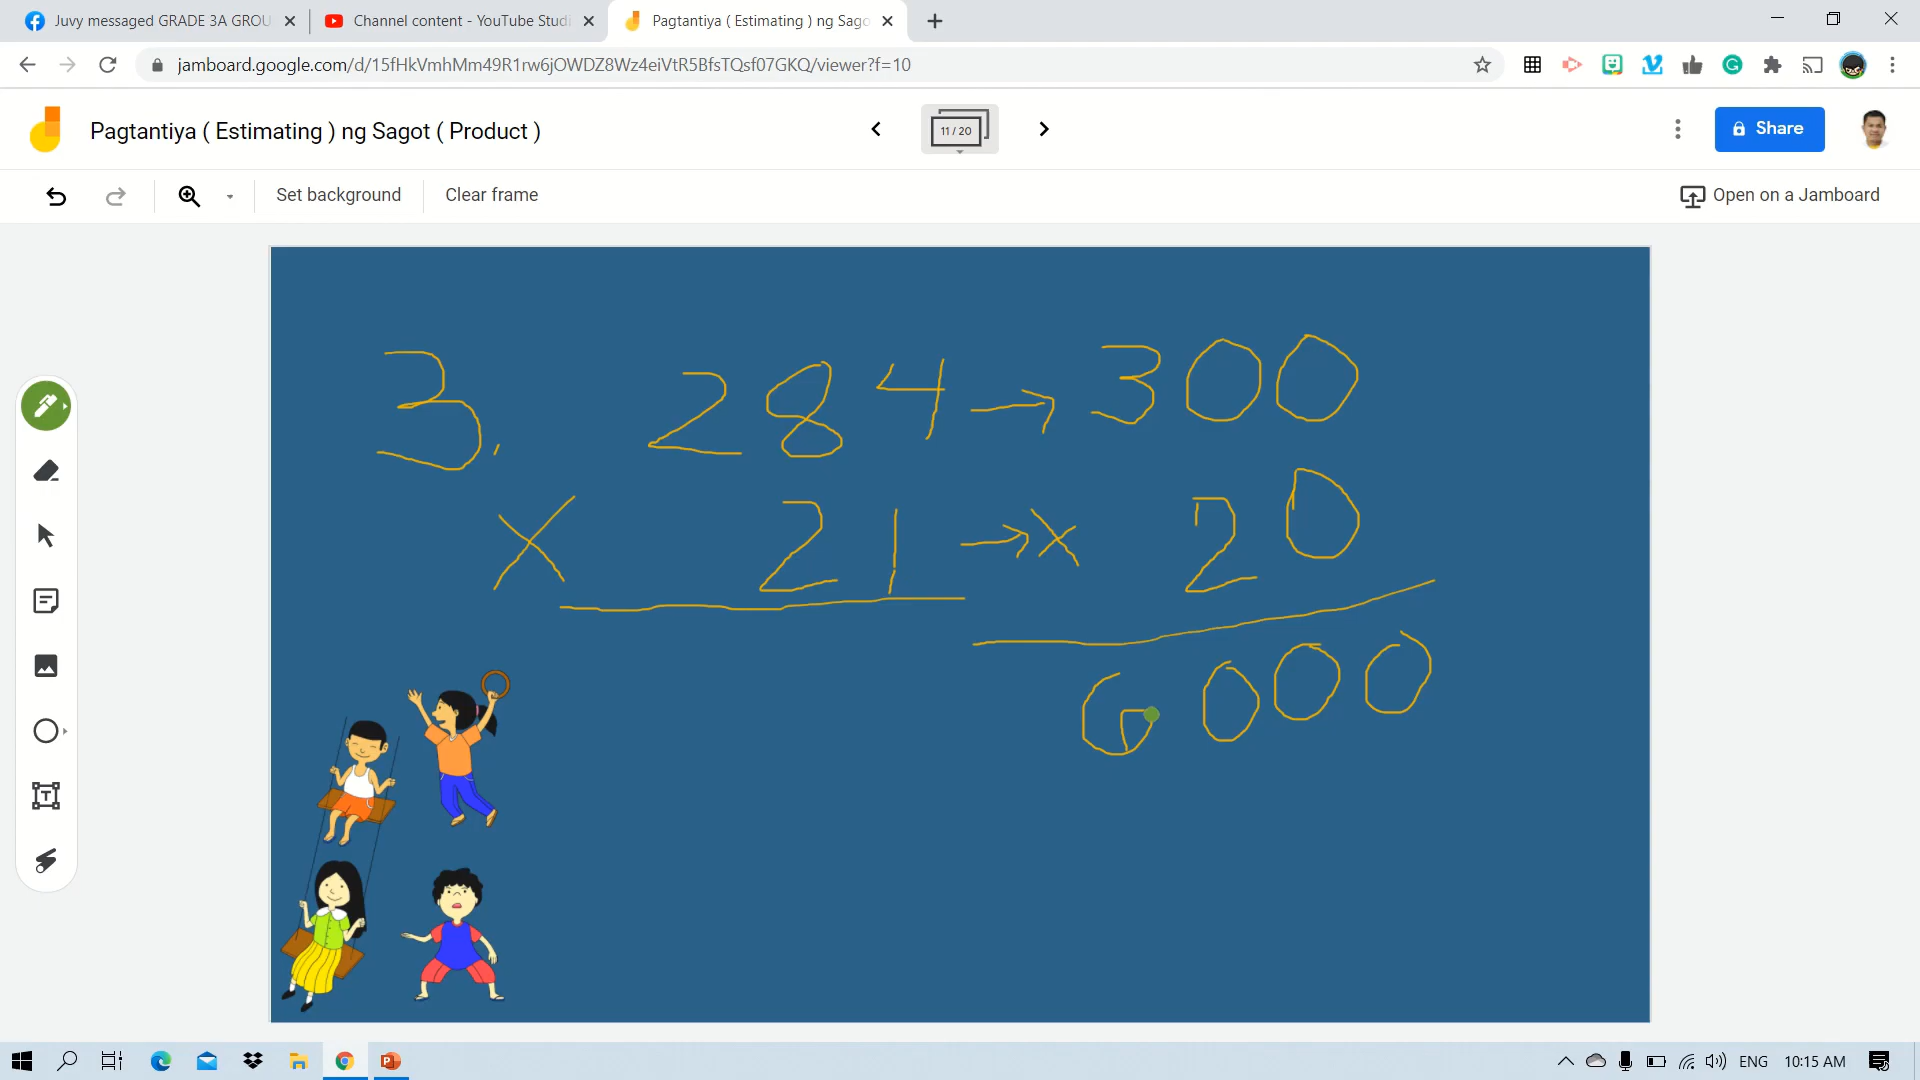 Juvy messaged GRADE 3A GROU
Channel content - YouTube Studi
Pagtantiya ( Estimating ) ng Sago
jamboard.google.com/d/15fHkVmhMm49R1rw6jOWDZ8Wz4eiVtR5BfsTQsf07GKQ/viewer?f=10
Pagtantiya ( Estimating ) ng Sagot ( Product )
11 / 20
Share
Set background
Clear frame
Open on a Jamboard
3. 284 → 300
x 21 → x 20
6 000
ENG
10:15 AM